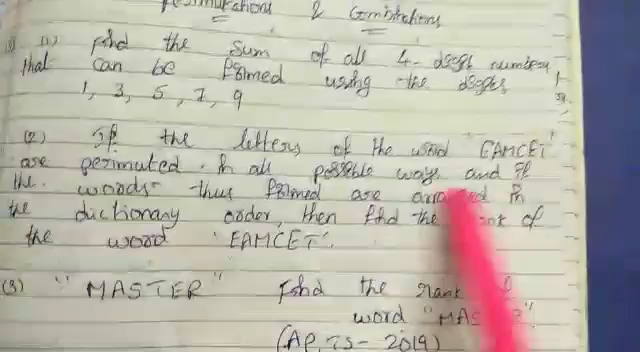 Permutations & Combinations
(1) Find the sum of all 4-digit numbers
that can be formed using the digits
1, 3, 5, 7, 9
(2) If the letters of the word "EAMCET"
are permuted in all possible ways and if
the words thus formed are arranged in
the dictionary order, then find the of
the word 'EAMCET'.
(3) "MASTER" Find the rank
word
(AP, TS - 2019)